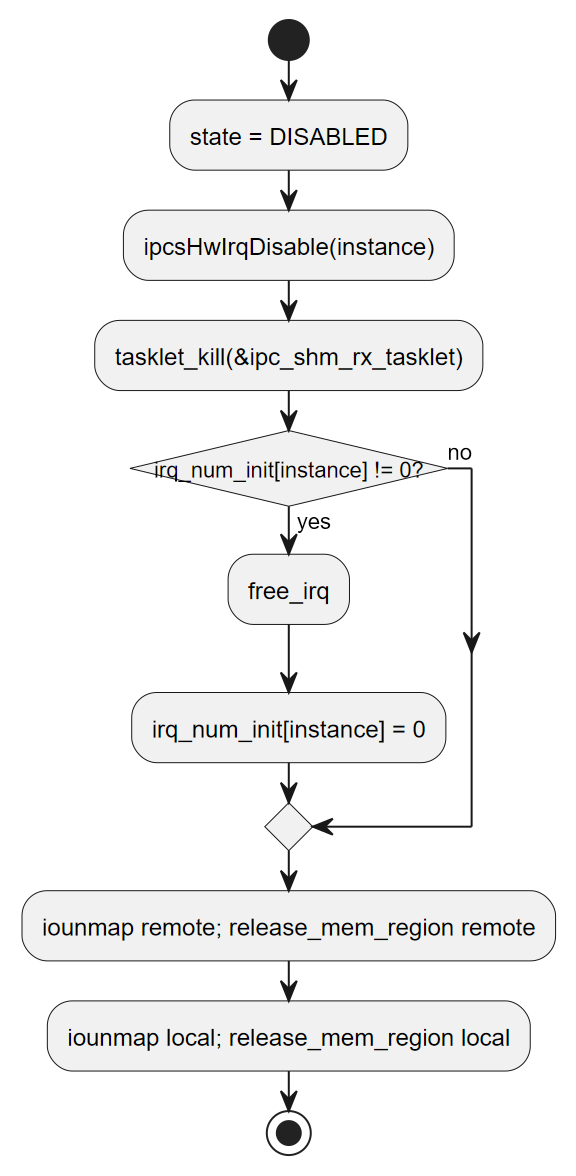 state = DISABLED
ipcsHwIrqDisable(instance)
tasklet_kill(&ipc_shm_rx_tasklet)
irq_num_init[instance] != 0?
no
yes
free_irq
irq_num_init[instance] = 0
iounmap remote; release_mem_region remote
iounmap local; release_mem_region local